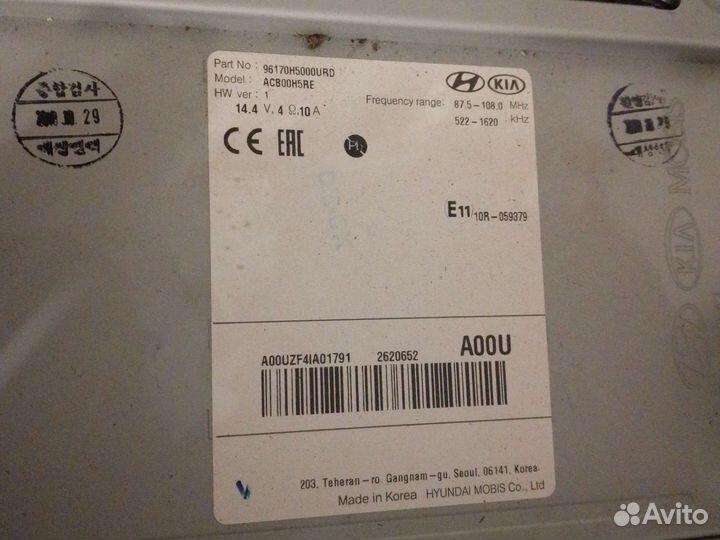 Part No : 96170H5000URD
Model : ACB00H5RE
HW ver : 1
14.4 V, 4 Ω, 10 A
KIA
Frequency range: 87.5-108.0 MHz
522-1620 kHz
CE EAC
E11/10R-059379
A00UZF4IA01791 2620652 A00U
203, Teheran-ro, Gangnam-gu, Seoul, 06141, Korea.
Made in Korea HYUNDAI MOBIS Co., Ltd
종합검사
29
KIA MOBIS
Avito